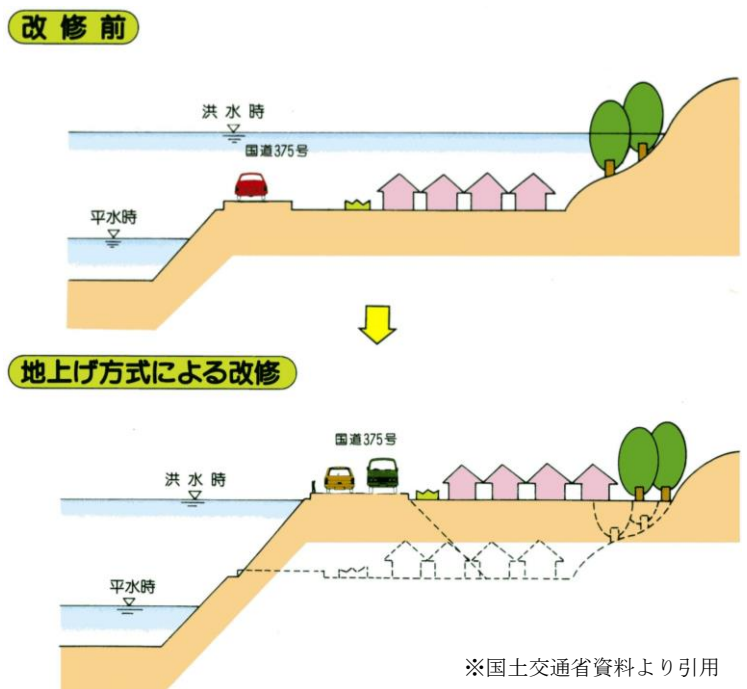 改修前
洪水時
国道375号
平水時
地上げ方式による改修
国道375号
洪水時
平水時
※国土交通省資料より引用